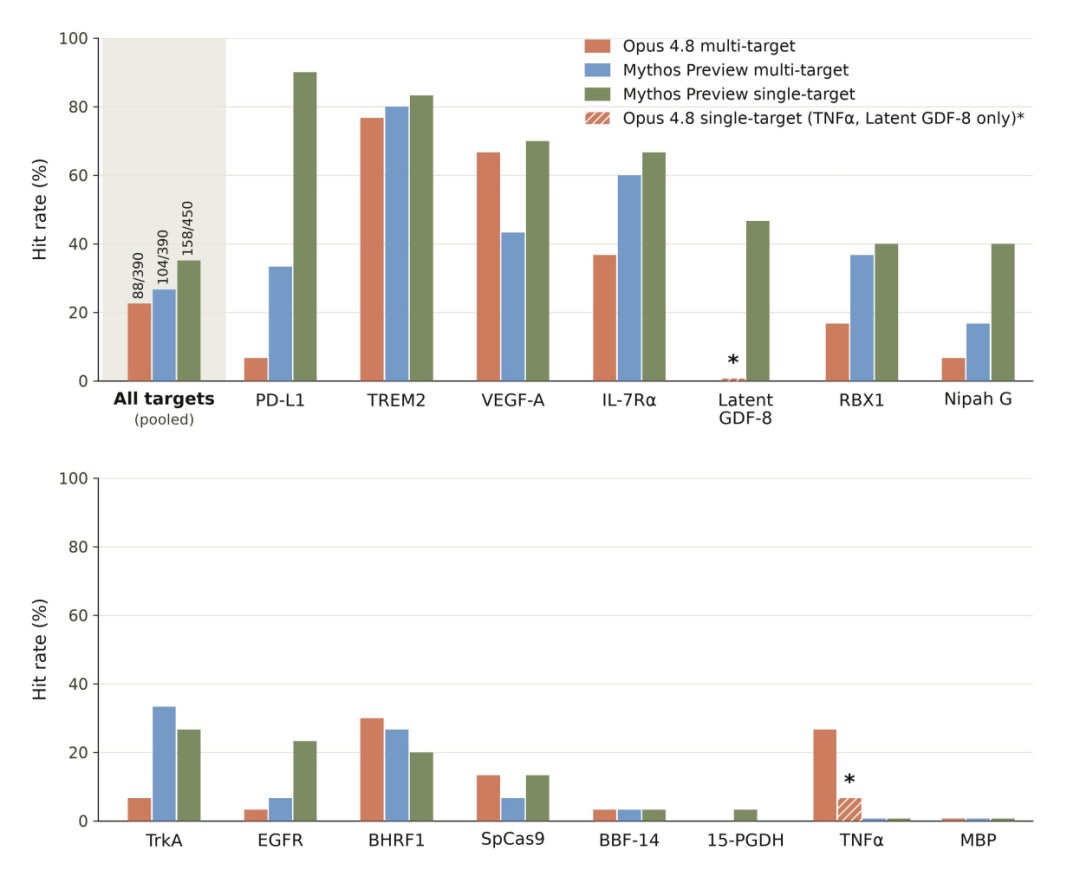 100
80
60
40
20
0
Hit rate (%)
Opus 4.8 multi-target
Mythos Preview multi-target
Mythos Preview single-target
Opus 4.8 single-target (TNFα, Latent GDF-8 only)*
88/390
104/390
158/450
*
All targets
(pooled)
PD-L1
TREM2
VEGF-A
IL-7Rα
Latent
GDF-8
RBX1
Nipah G
100
80
60
40
20
0
Hit rate (%)
*
TrkA
EGFR
BHRF1
SpCas9
BBF-14
15-PGDH
TNFα
MBP